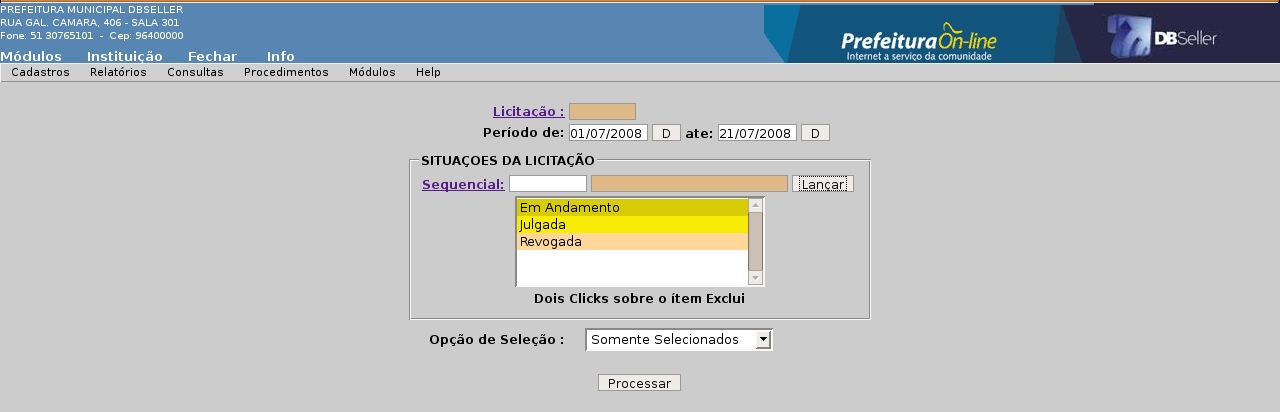 PREFEITURA MUNICIPAL DBSELLER
RUA GAL. CAMARA, 406 - SALA 301
Fone: 51 30765101 - Cep: 96400000
Módulos Instituição Fechar Info
Prefeitura On-line
Internet a serviço da comunidade
DBSeller
Cadastros Relatórios Consultas Procedimentos Módulos Help
Licitação :
Período de: 01/07/2008 D ate: 21/07/2008 D
SITUAÇOES DA LICITAÇÃO
Sequencial: Lançar
Em Andamento
Julgada
Revogada
Dois Clicks sobre o ítem Exclui
Opção de Seleção : Somente Selecionados
Processar